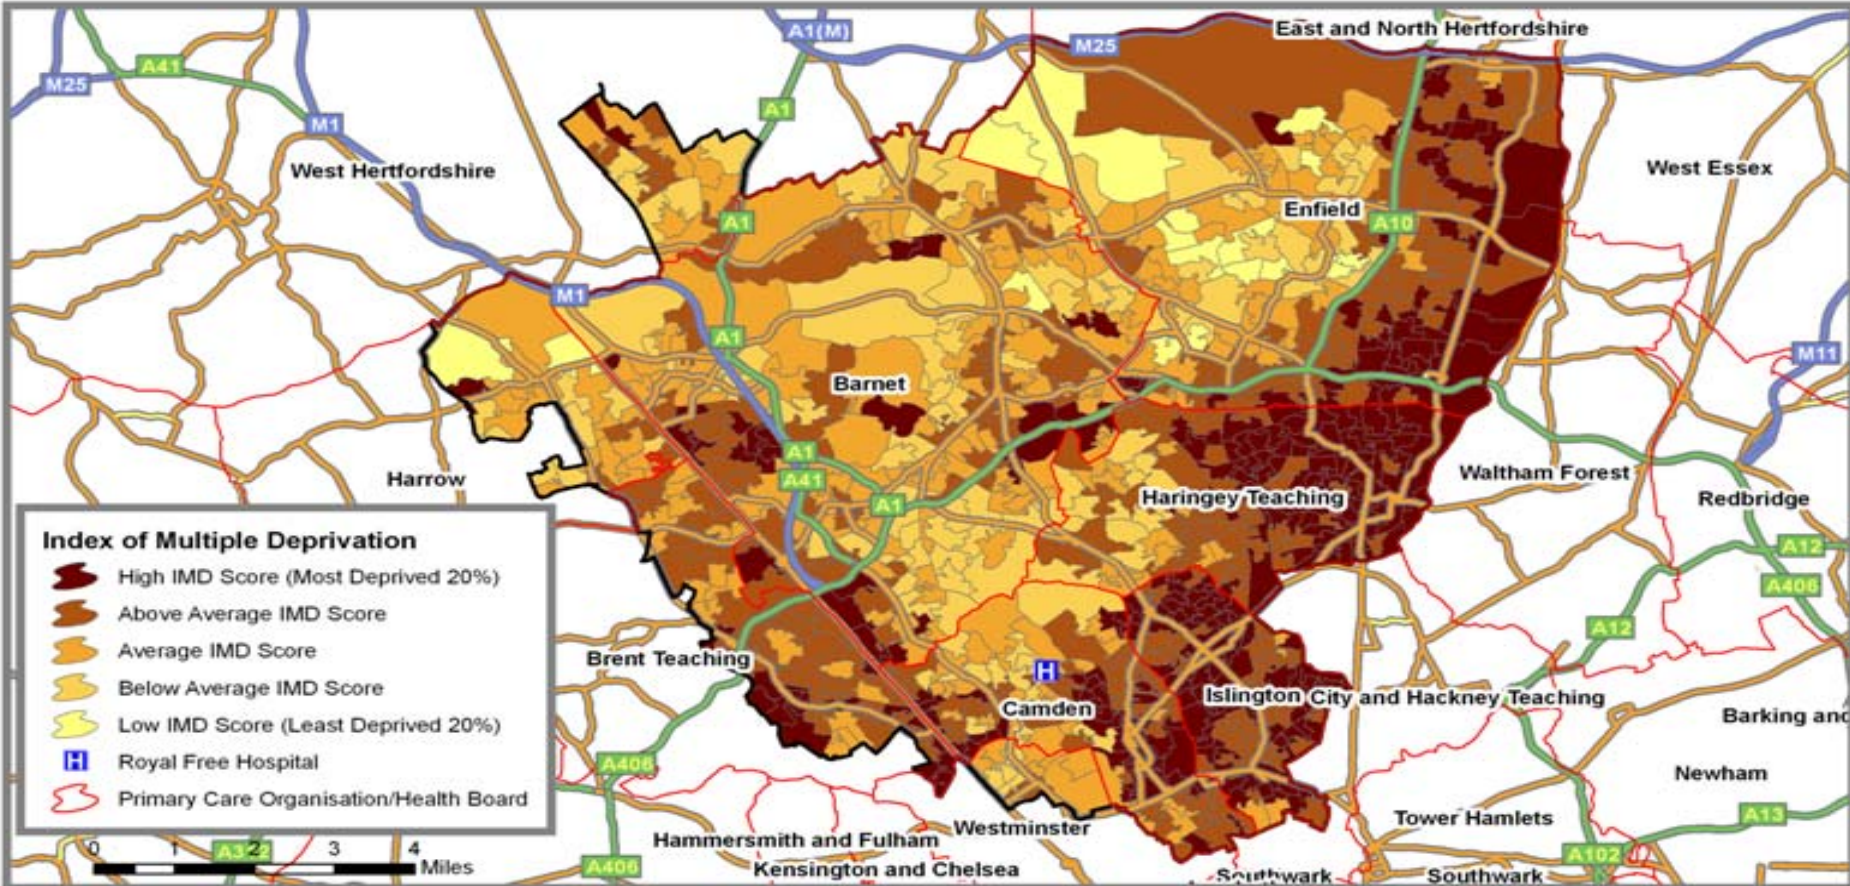 East and North Hertfordshire
A1(M)
M25
A41
M25
A1
M1
West Hertfordshire
West Essex
Enfield
A1
A10
M1
A1
M11
Barnet
A1
A41
Harrow
A1
Haringey Teaching
Waltham Forest
Redbridge
Index of Multiple Deprivation
High IMD Score (Most Deprived 20%)
Above Average IMD Score
Average IMD Score
Below Average IMD Score
Low IMD Score (Least Deprived 20%)
H Royal Free Hospital
Primary Care Organisation/Health Board
A12
A406
A12
Brent Teaching
H
Camden
Islington
City and Hackney Teaching
Barking and
A406
Newham
Tower Hamlets
A13
Westminster
Hammersmith and Fulham
Kensington and Chelsea
A102
A406
Southwark
Southwark
0 1 2 3 4
Miles